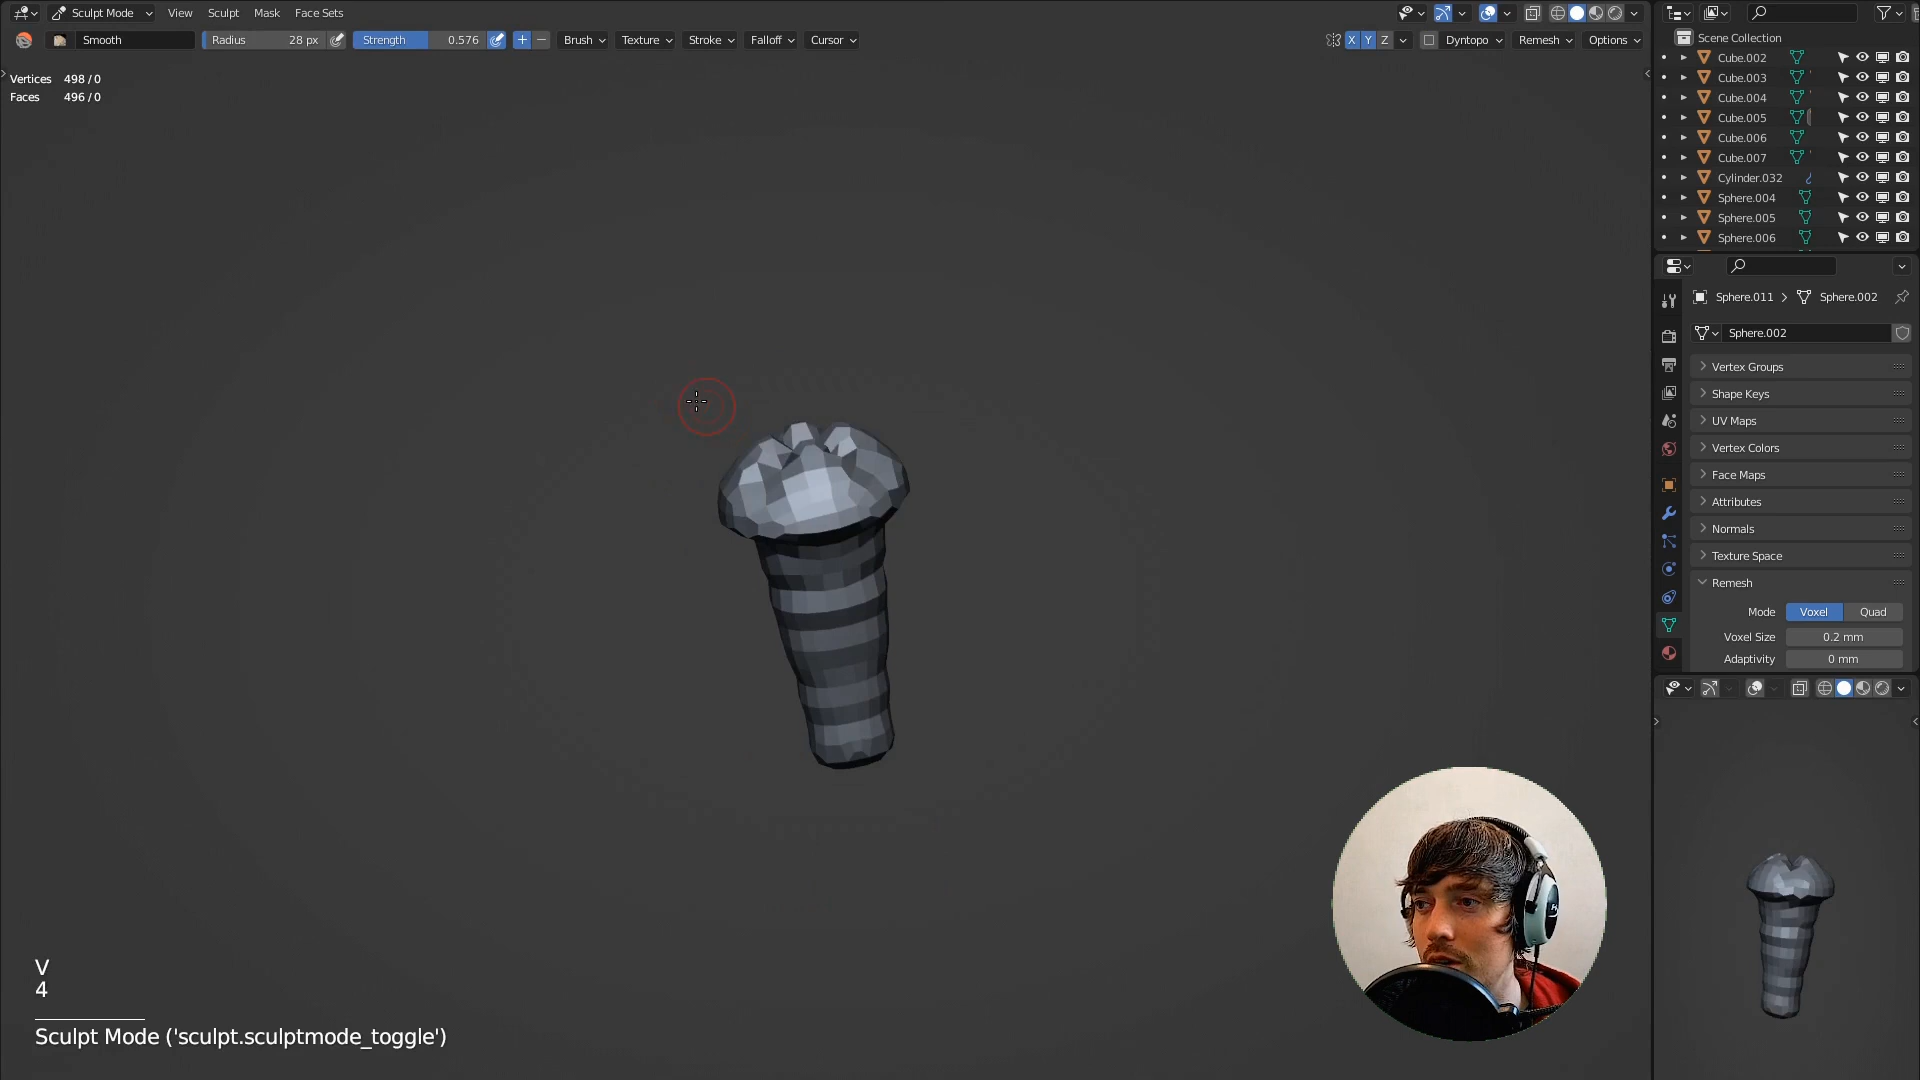 Sculpt Mode View Sculpt Mask Face Sets
Smooth Radius 28 px Strength 0.576 Brush Texture Stroke Falloff Cursor X Y Z Dyntopo Remesh Options
Vertices 498 / 0
Faces 496 / 0
V
4
Sculpt Mode ('sculpt.sculptmode_toggle')
Scene Collection
Cube.002
Cube.003
Cube.004
Cube.005
Cube.006
Cube.007
Cylinder.032
Sphere.004
Sphere.005
Sphere.006
Sphere.011 Sphere.002
Sphere.002
Vertex Groups
Shape Keys
UV Maps
Vertex Colors
Face Maps
Attributes
Normals
Texture Space
Remesh
Mode Voxel Quad
Voxel Size 0.2 mm
Adaptivity 0 mm